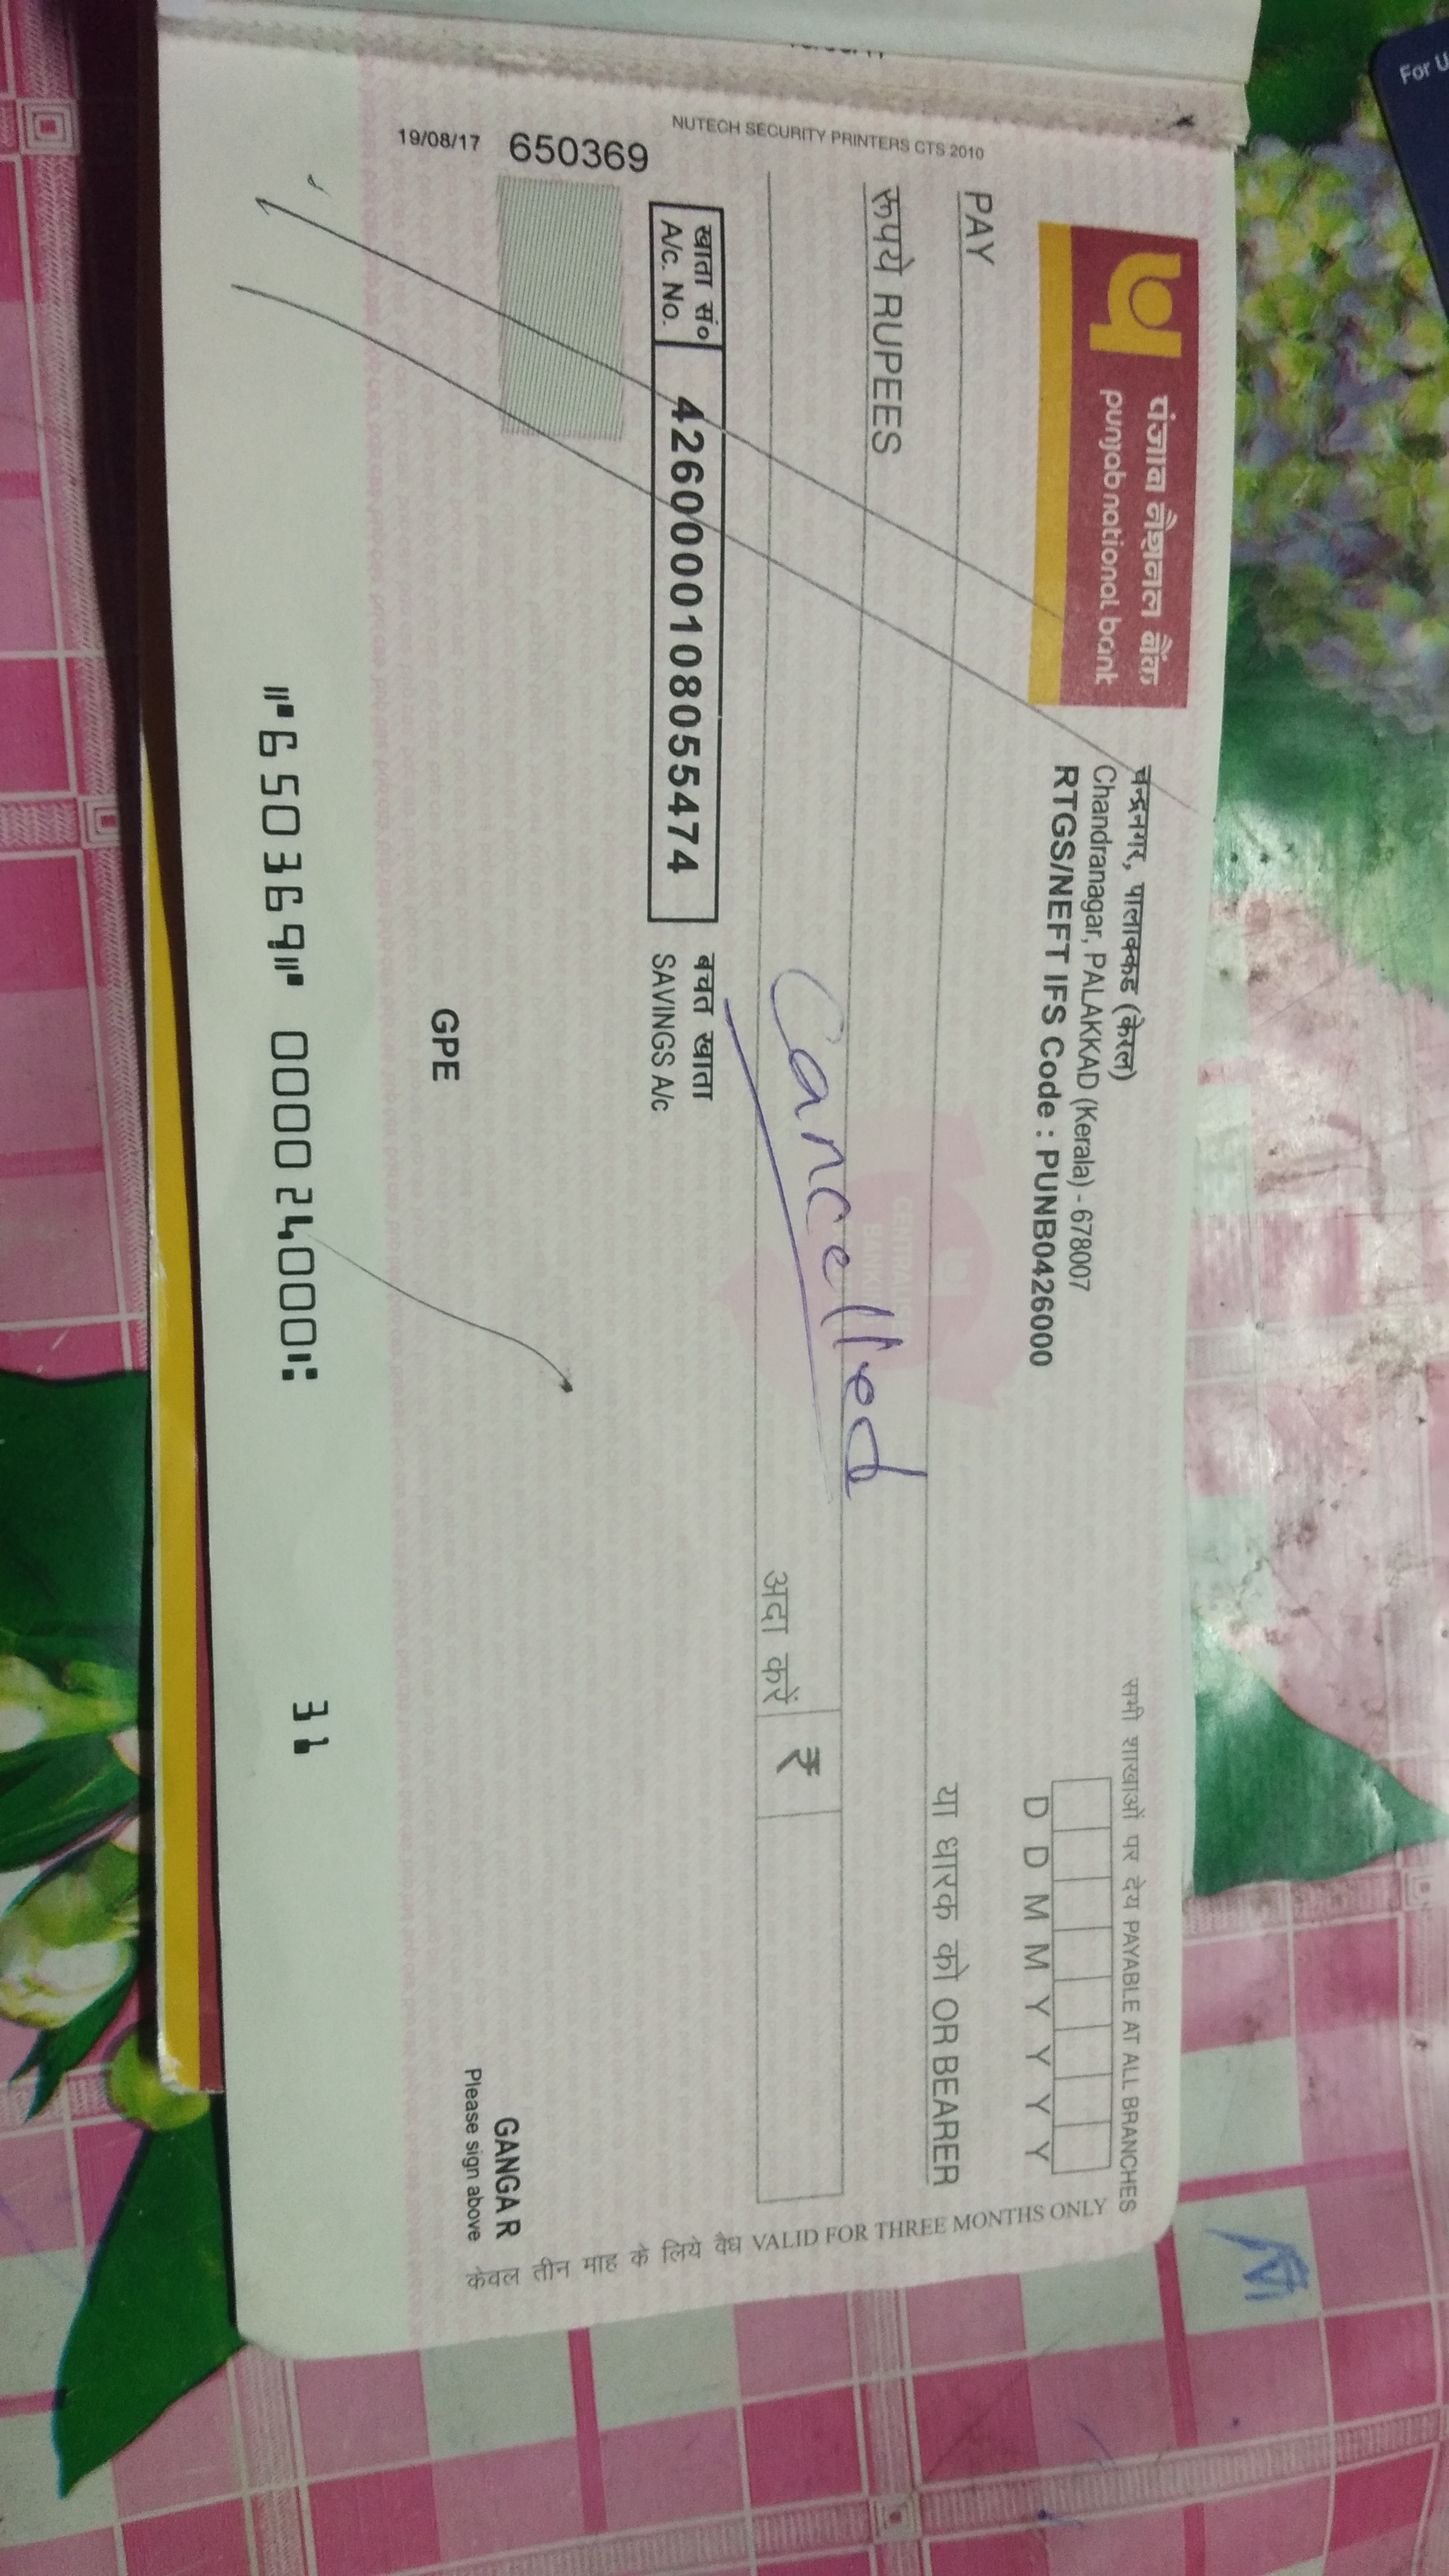 पंजाब नैशनल बैंक
punjab national bank
चन्द्रनगर, पालाक्कड (केरल)
Chandranagar, PALAKKAD (Kerala) - 678007
RTGS/NEFT IFS Code : PUNB0426000
सभी शाखाओं पर देय PAYABLE AT ALL BRANCHES
D D M M Y Y Y Y
PAY
या धारक को OR BEARER
रूपये RUPEES
Cancelled
अदा करें ₹
खाता सं०
A/c. No.
4260000108055474
बचत खाता
SAVINGS A/c
NUTECH SECURITY PRINTERS CTS 2010
650369
19/08/17
GPE
GANGA R
Please sign above
केवल तीन माह के लिये वैध VALID FOR THREE MONTHS ONLY
⑈650369⑈ 000024000⑆ 31
For U